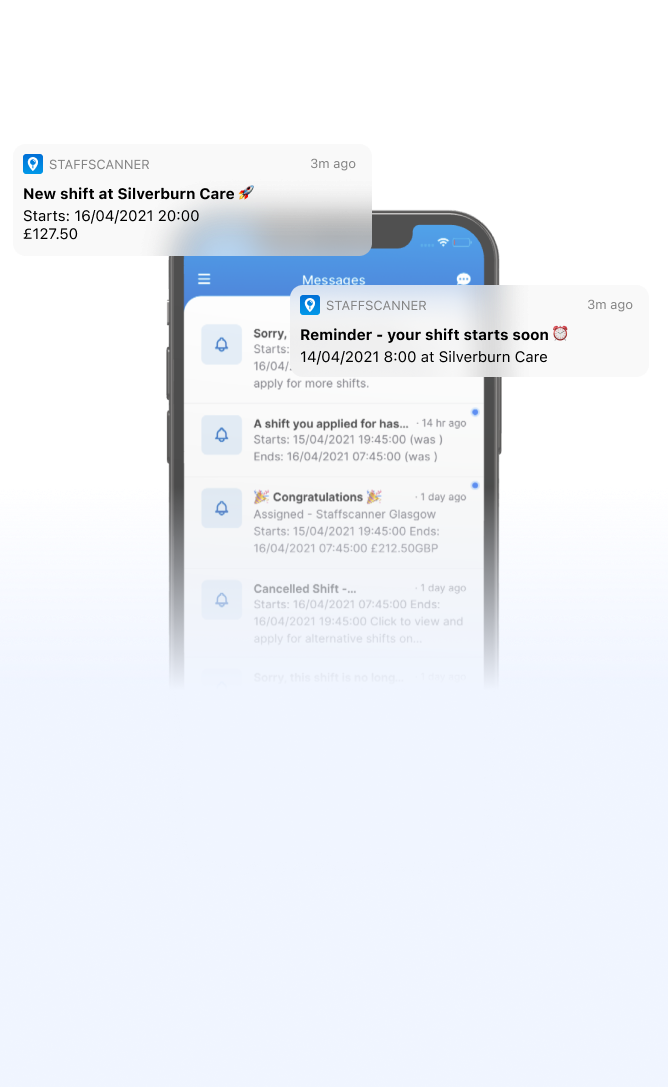 STAFFSCANNER 3m ago
New shift at Silverburn Care 🚀
Starts: 16/04/2021 20:00
£127.50
Messages
STAFFSCANNER 3m ago
Reminder - your shift starts soon ⏰
14/04/2021 8:00 at Silverburn Care
Sorry,
Starts:
16/04/
apply for more shifts.
A shift you applied for has... · 14 hr ago
Starts: 15/04/2021 19:45:00 (was )
Ends: 16/04/2021 07:45:00 (was )
🎉 Congratulations 🎉 · 1 day ago
Assigned - Staffscanner Glasgow
Starts: 15/04/2021 19:45:00 Ends:
16/04/2021 07:45:00 £212.50GBP
Cancelled Shift -... · 1 day ago
Starts: 16/04/2021 07:45:00 Ends:
16/04/2021 19:45:00 Click to view and
apply for alternative shifts on...
Sorry, this shift is no long... · 1 day ago